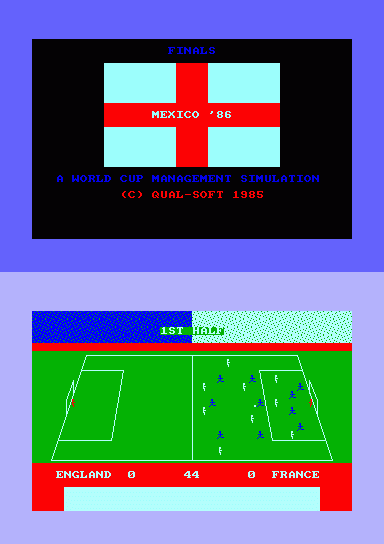 FINALS
MEXICO '86
A WORLD CUP MANAGEMENT SIMULATION
(C) QUAL-SOFT 1985
1ST HALF
ENGLAND 0 44 0 FRANCE